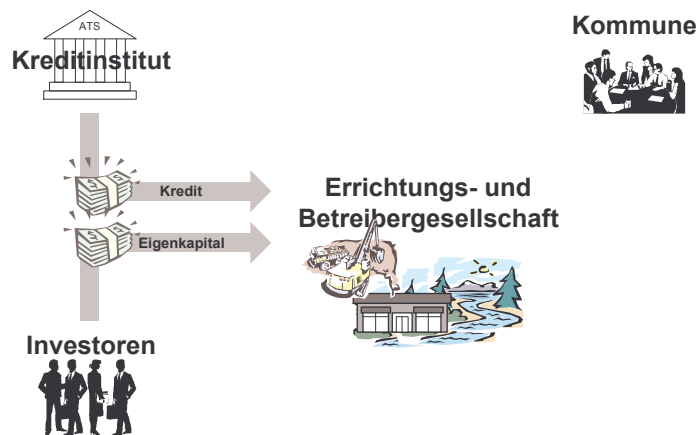 ATS
Kreditinstitut
Kommune
Kredit
Eigenkapital
Errichtungs- und
Betreibergesellschaft
Investoren